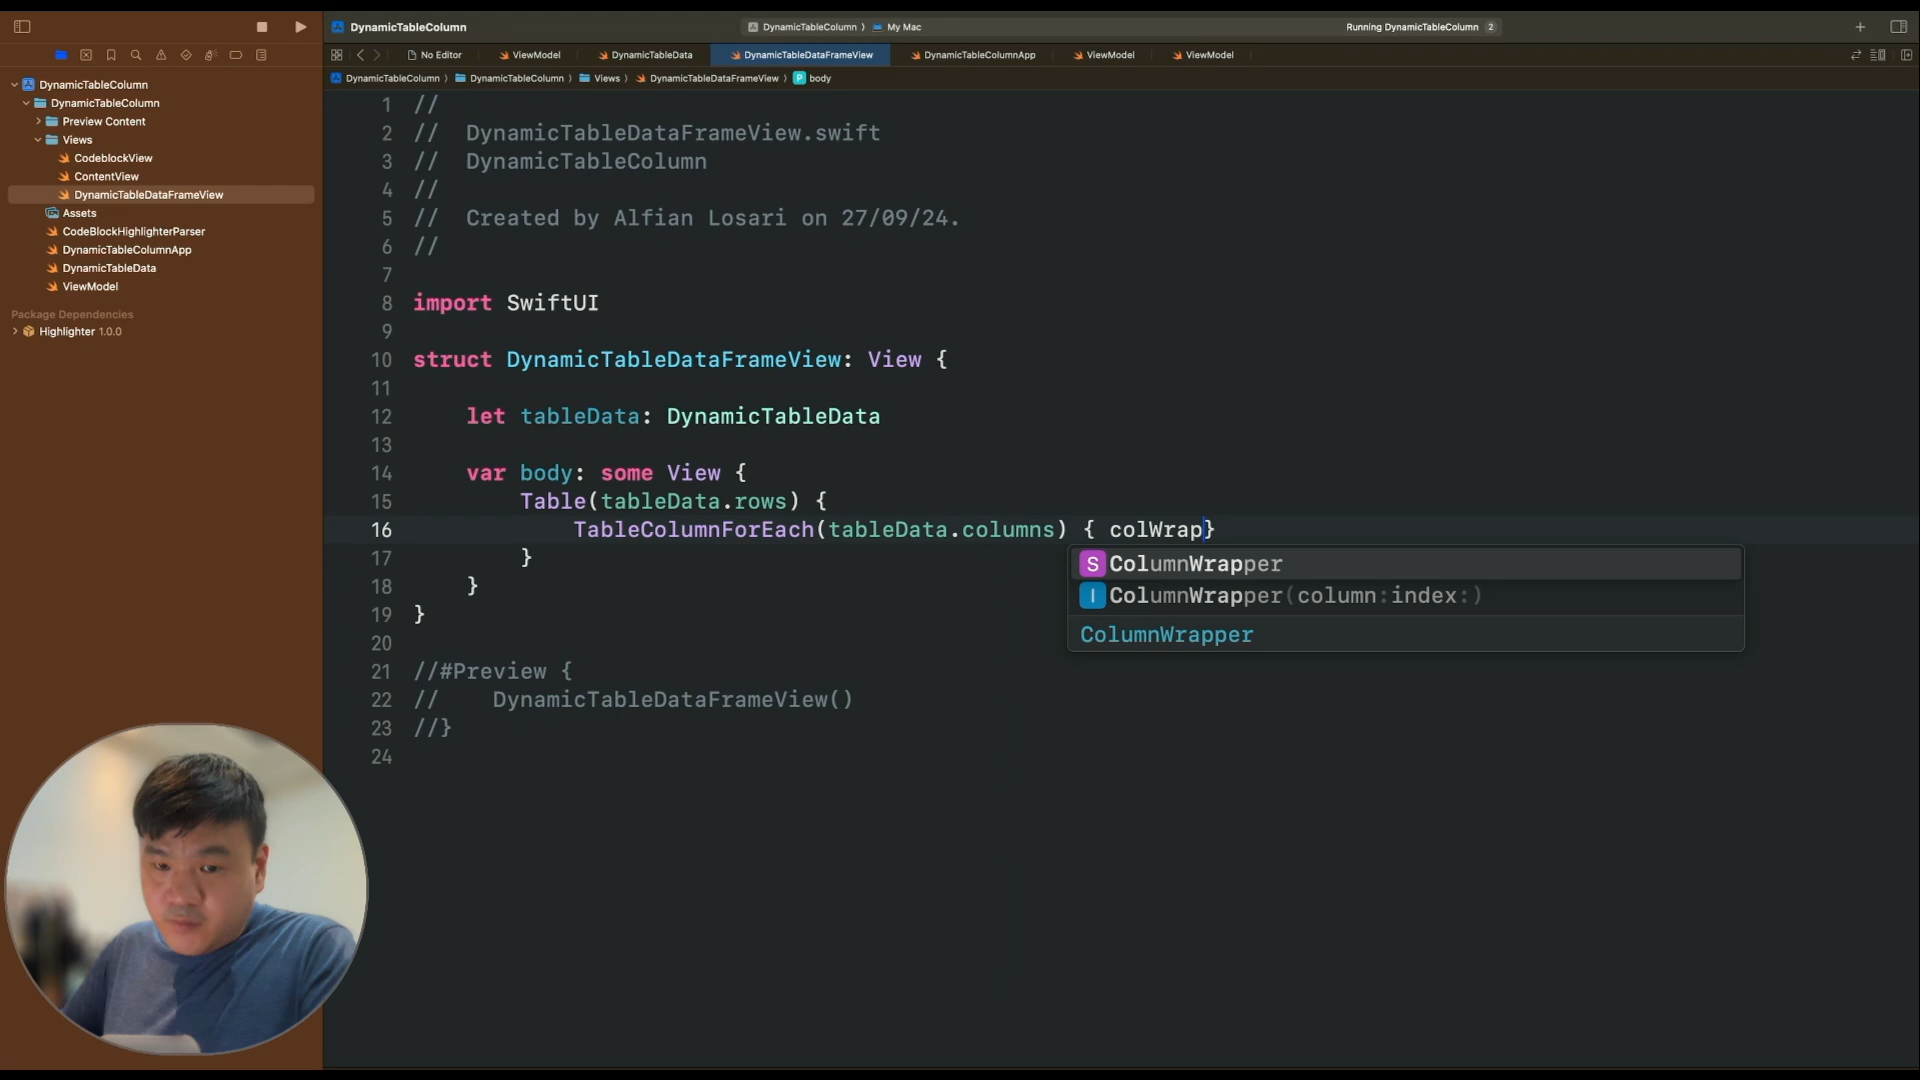 DynamicTableColumn
DynamicTableColumn ⟩ My Mac
Running DynamicTableColumn 2
No Editor
ViewModel
DynamicTableData
DynamicTableDataFrameView
DynamicTableColumnApp
ViewModel
ViewModel
DynamicTableColumn ⟩ DynamicTableColumn ⟩ Views ⟩ DynamicTableDataFrameView ⟩ P body
DynamicTableColumn
DynamicTableColumn
Preview Content
Views
CodeblockView
ContentView
DynamicTableDataFrameView
Assets
CodeBlockHighlighterParser
DynamicTableColumnApp
DynamicTableData
ViewModel
Package Dependencies
Highlighter 1.0.0
1 //
2 // DynamicTableDataFrameView.swift
3 // DynamicTableColumn
4 //
5 // Created by Alfian Losari on 27/09/24.
6 //
7
8 import SwiftUI
9
10 struct DynamicTableDataFrameView: View {
11
12 let tableData: DynamicTableData
13
14 var body: some View {
15 Table(tableData.rows) {
16 TableColumnForEach(tableData.columns) { colWrap}
17 }
18 }
19 }
20
21 //#Preview {
22 // DynamicTableDataFrameView()
23 //}
24
S ColumnWrapper
I ColumnWrapper(column:index:)
ColumnWrapper